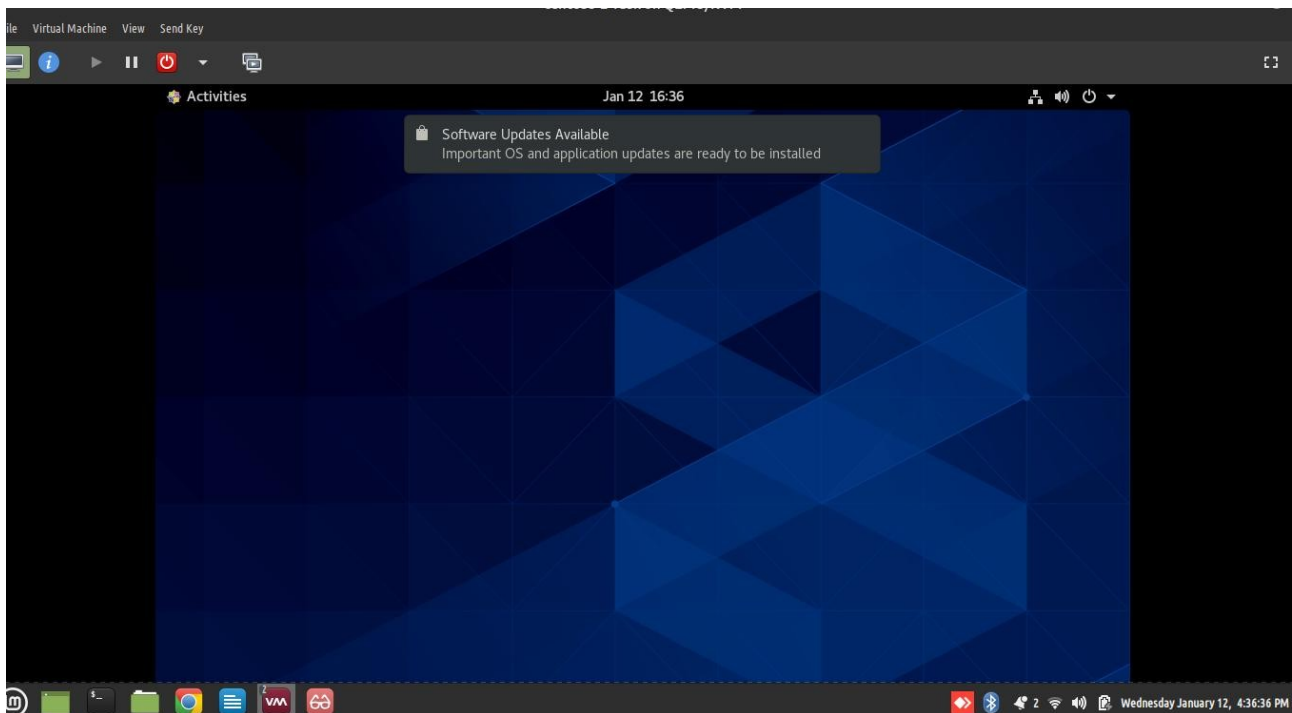 ile Virtual Machine View Send Key
Activities Jan 12 16:36
Software Updates Available
Important OS and application updates are ready to be installed
2 VM 2 Wednesday January 12, 4:36:36 PM